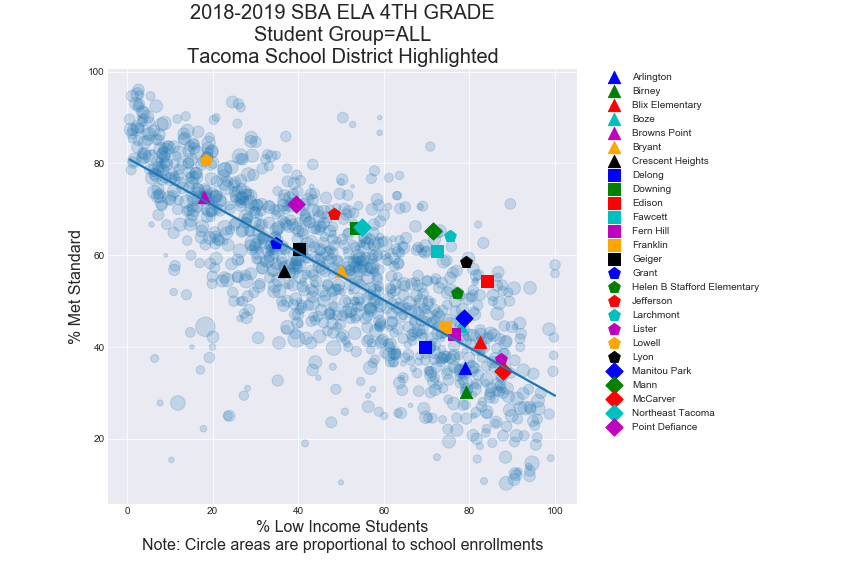 2018-2019 SBA ELA 4TH GRADE
Student Group=ALL
Tacoma School District Highlighted
% Met Standard
100
80
60
40
20
0
20
40
60
80
100
% Low Income Students
Note: Circle areas are proportional to school enrollments
Arlington
Birney
Blix Elementary
Boze
Browns Point
Bryant
Crescent Heights
Delong
Downing
Edison
Fawcett
Fern Hill
Franklin
Geiger
Grant
Helen B Stafford Elementary
Jefferson
Larchmont
Lister
Lowell
Lyon
Manitou Park
Mann
McCarver
Northeast Tacoma
Point Defiance